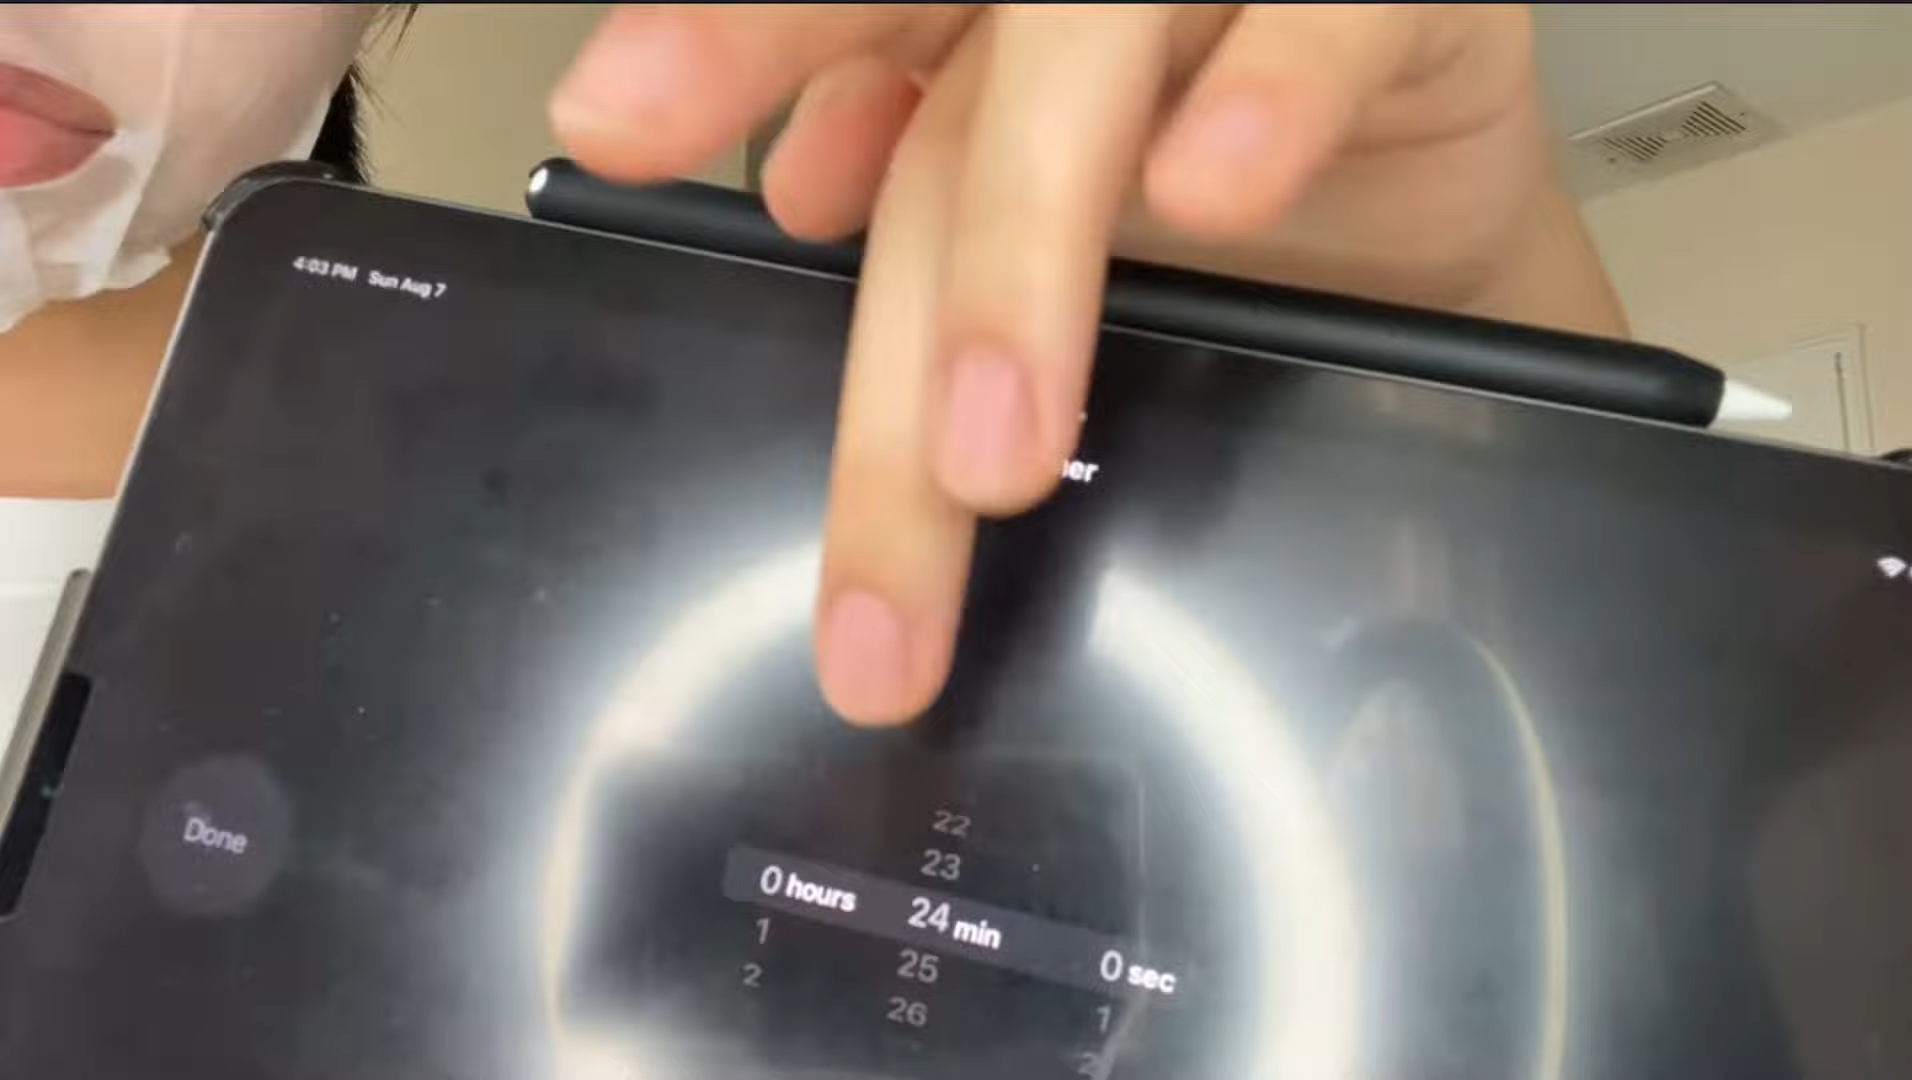 4:03 PM Sun Aug 7
Done
22
23
0 hours 24 min 0 sec
1 25 1
2 26 2